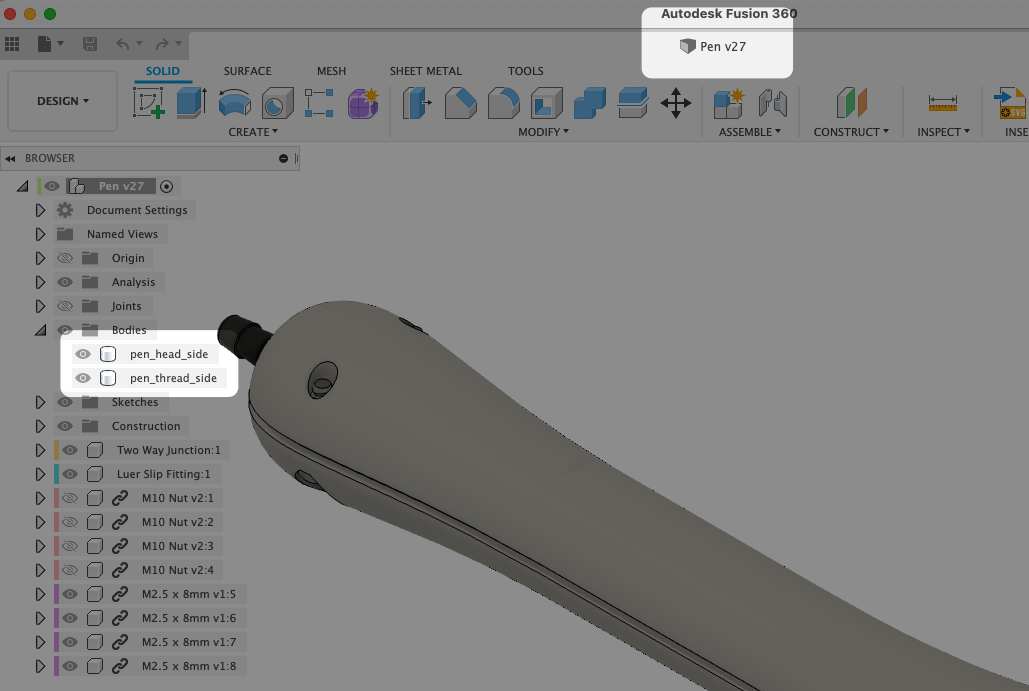 Autodesk Fusion 360
Pen v27
DESIGN
SOLID
SURFACE
MESH
SHEET METAL
TOOLS
CREATE
MODIFY
ASSEMBLE
CONSTRUCT
INSPECT
INSE
SVG
BROWSER
Pen v27
Document Settings
Named Views
Origin
Analysis
Joints
Bodies
pen_head_side
pen_thread_side
Sketches
Construction
Two Way Junction:1
Luer Slip Fitting:1
M10 Nut v2:1
M10 Nut v2:2
M10 Nut v2:3
M10 Nut v2:4
M2.5 x 8mm v1:5
M2.5 x 8mm v1:6
M2.5 x 8mm v1:7
M2.5 x 8mm v1:8